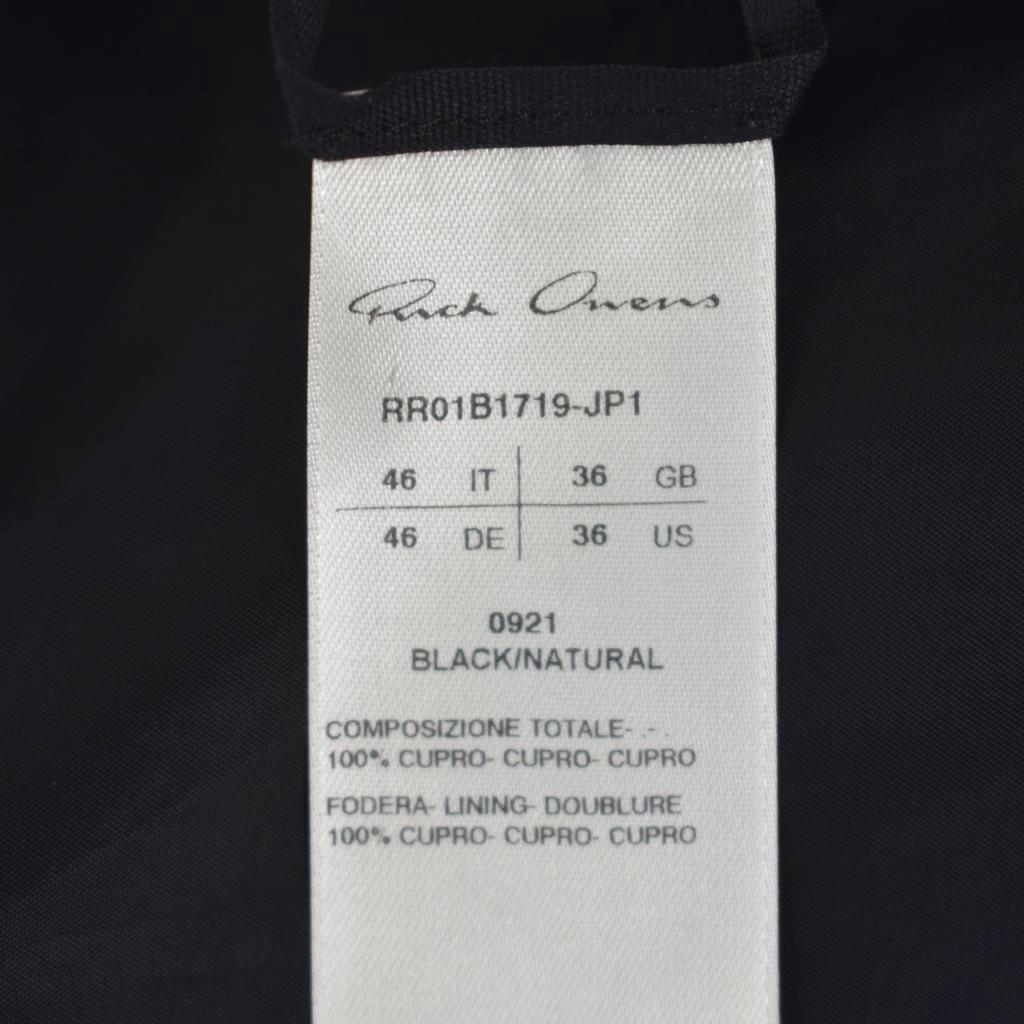 Rick Owens
RR01B1719-JP1
46 IT 36 GB
46 DE 36 US
0921
BLACK/NATURAL
COMPOSIZIONE TOTALE- .- .
100% CUPRO- CUPRO- CUPRO
FODERA- LINING- DOUBLURE
100% CUPRO- CUPRO- CUPRO